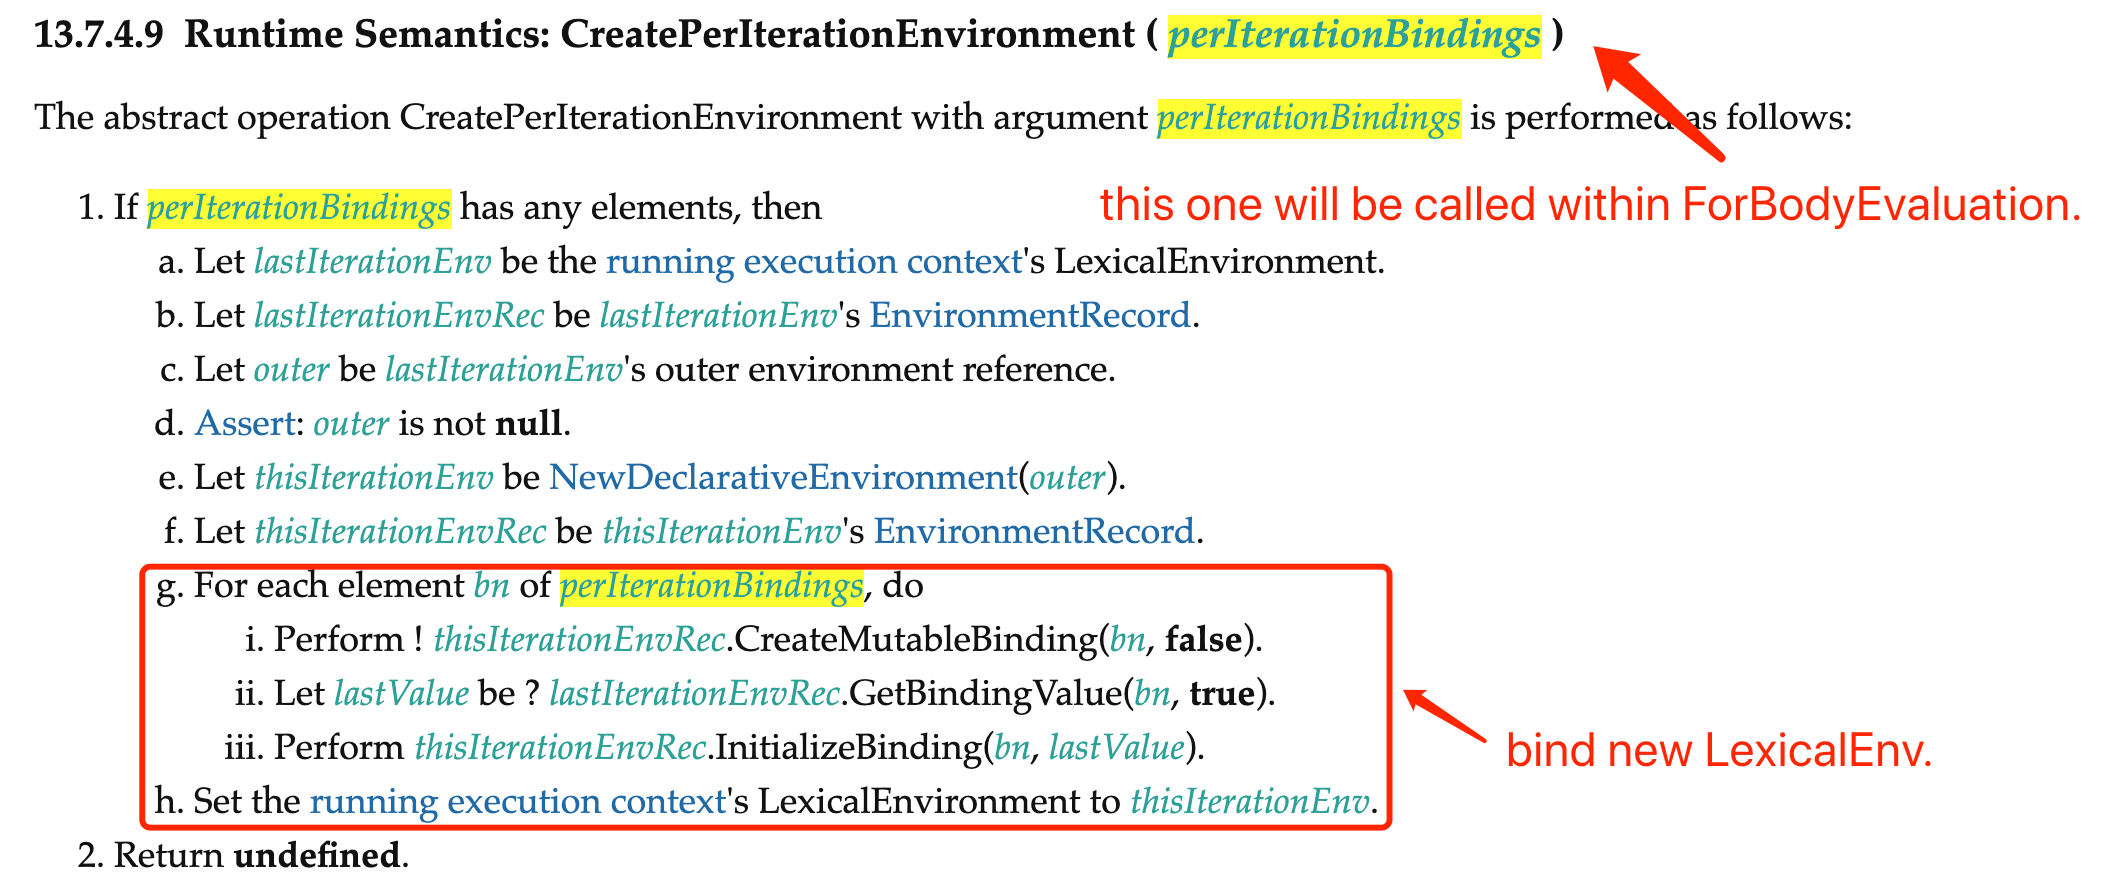 13.7.4.9 Runtime Semantics: CreatePerIterationEnvironment ( perIterationBindings )
The abstract operation CreatePerIterationEnvironment with argument perIterationBindings is performed as follows:
this one will be called within ForBodyEvaluation.
1. If perIterationBindings has any elements, then
a. Let lastIterationEnv be the running execution context's LexicalEnvironment.
b. Let lastIterationEnvRec be lastIterationEnv's EnvironmentRecord.
c. Let outer be lastIterationEnv's outer environment reference.
d. Assert: outer is not null.
e. Let thisIterationEnv be NewDeclarativeEnvironment(outer).
f. Let thisIterationEnvRec be thisIterationEnv's EnvironmentRecord.
g. For each element bn of perIterationBindings, do
i. Perform ! thisIterationEnvRec.CreateMutableBinding(bn, false).
ii. Let lastValue be ? lastIterationEnvRec.GetBindingValue(bn, true).
iii. Perform thisIterationEnvRec.InitializeBinding(bn, lastValue).
bind new LexicalEnv.
h. Set the running execution context's LexicalEnvironment to thisIterationEnv.
2. Return undefined.